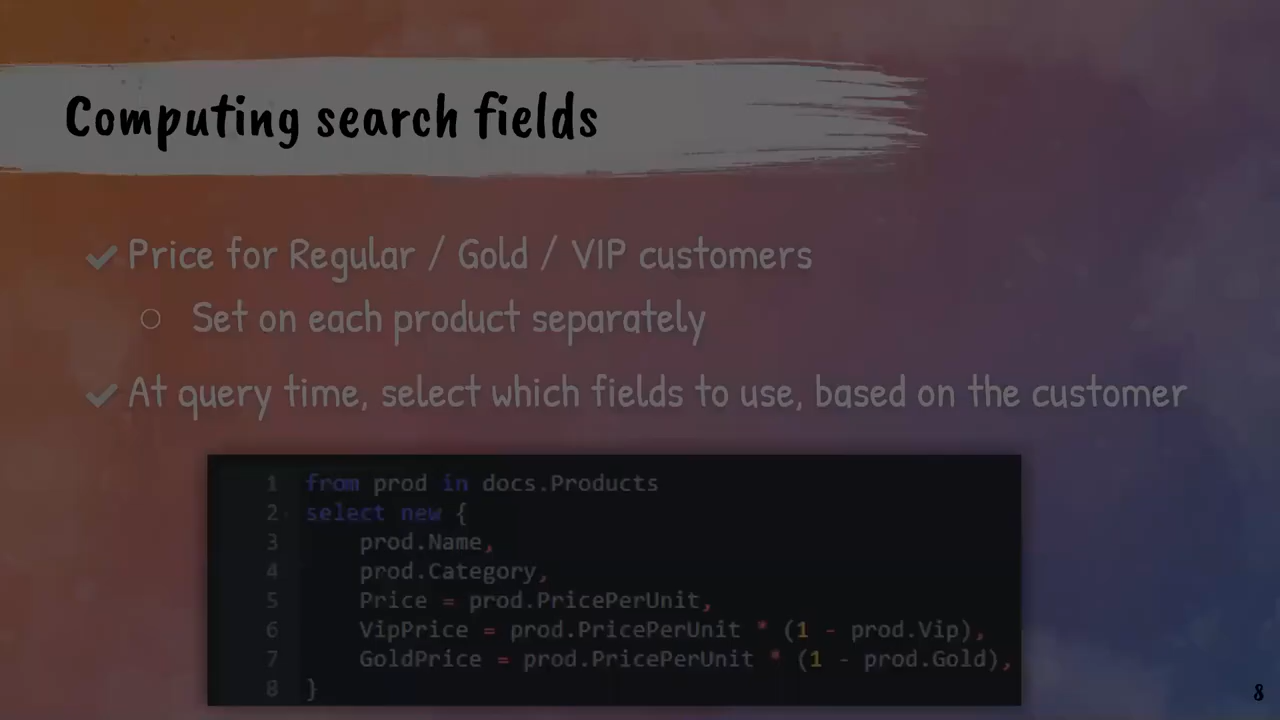 Computing search fields
Price for Regular / Gold / VIP customers
Set on each product separately
At query time, select which fields to use, based on the customer
1 from prod in docs.Products
2 select new {
3 prod.Name,
4 prod.Category,
5 Price = prod.PricePerUnit,
6 VipPrice = prod.PricePerUnit * (1 - prod.Vip),
7 GoldPrice = prod.PricePerUnit * (1 - prod.Gold),
8 }
8